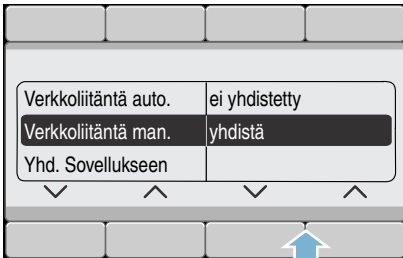 Verkkoliitäntä auto. ei yhdistetty
Verkkoliitäntä man. yhdistä
Yhd. Sovellukseen